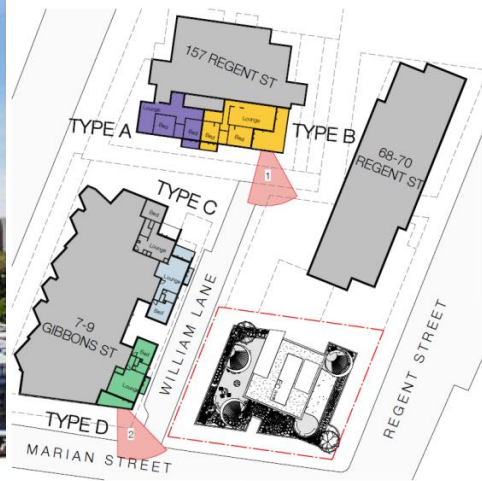 157 REGENT ST
Lounge
Bed
Bed
Bed
Bed
Lounge
TYPE A
TYPE B
1
68-70
REGENT ST
TYPE C
Bed
Lounge
Lounge
Bed
7-9
GIBBONS ST
Bed
Lounge
WILLIAM LANE
REGENT STREET
TYPE D
2
MARIAN STREET